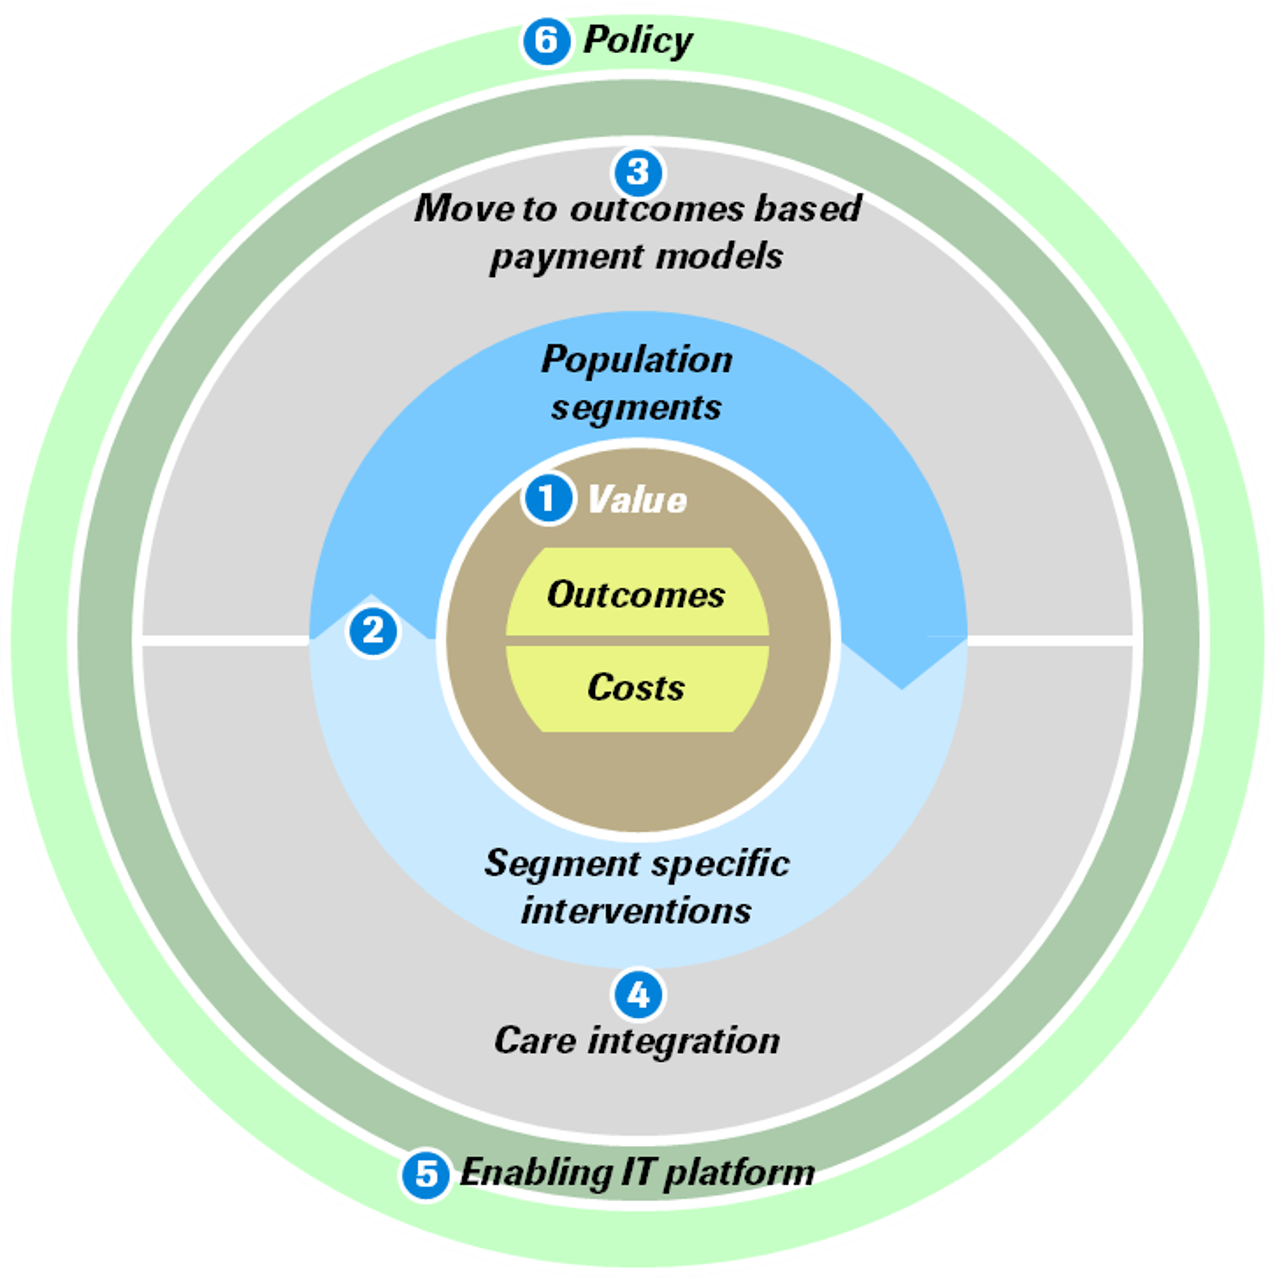 6 Policy
3
Move to outcomes based
payment models
Population
segments
1 Value
Outcomes
2
Costs
Segment specific
interventions
4
Care integration
5 Enabling IT platform